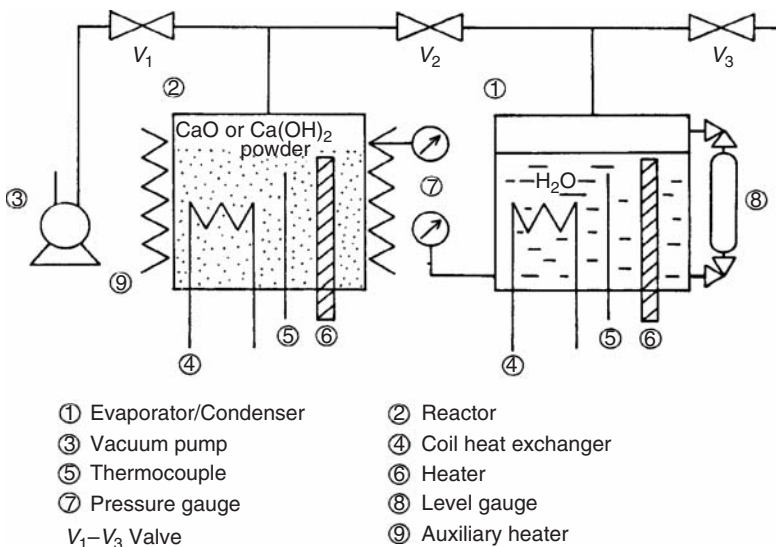 V₁ V₂ V₃
② ①
CaO or Ca(OH)₂
powder
H₂O
③ ⑦ ⑧
⑨
⑤ ⑥ ⑤ ⑥
④ ④
① Evaporator/Condenser ② Reactor
③ Vacuum pump ④ Coil heat exchanger
⑤ Thermocouple ⑥ Heater
⑦ Pressure gauge ⑧ Level gauge
V₁–V₃ Valve ⑨ Auxiliary heater